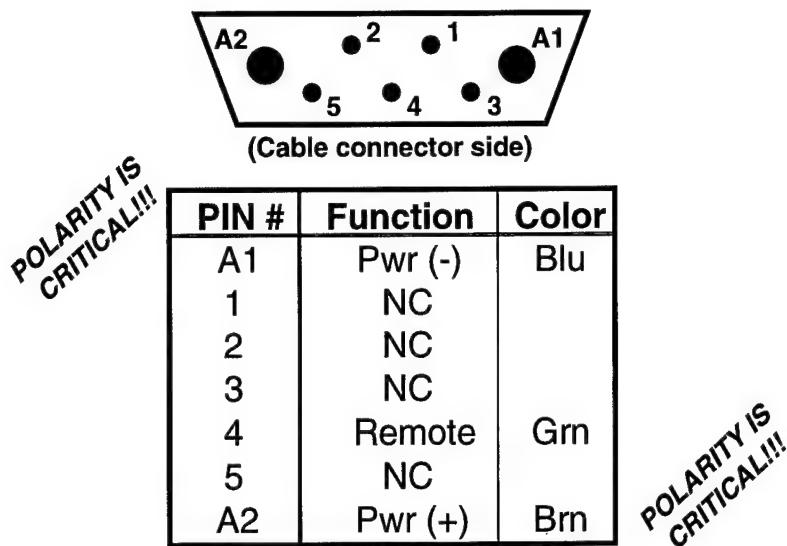 A2 2 1 A1
5 4 3
(Cable connector side)
POLARITY IS
CRITICAL!!!
PIN # Function Color
A1 Pwr (-) Blu
1 NC
2 NC
3 NC
4 Remote Grn
5 NC
A2 Pwr (+) Brn
POLARITY IS
CRITICAL!!!